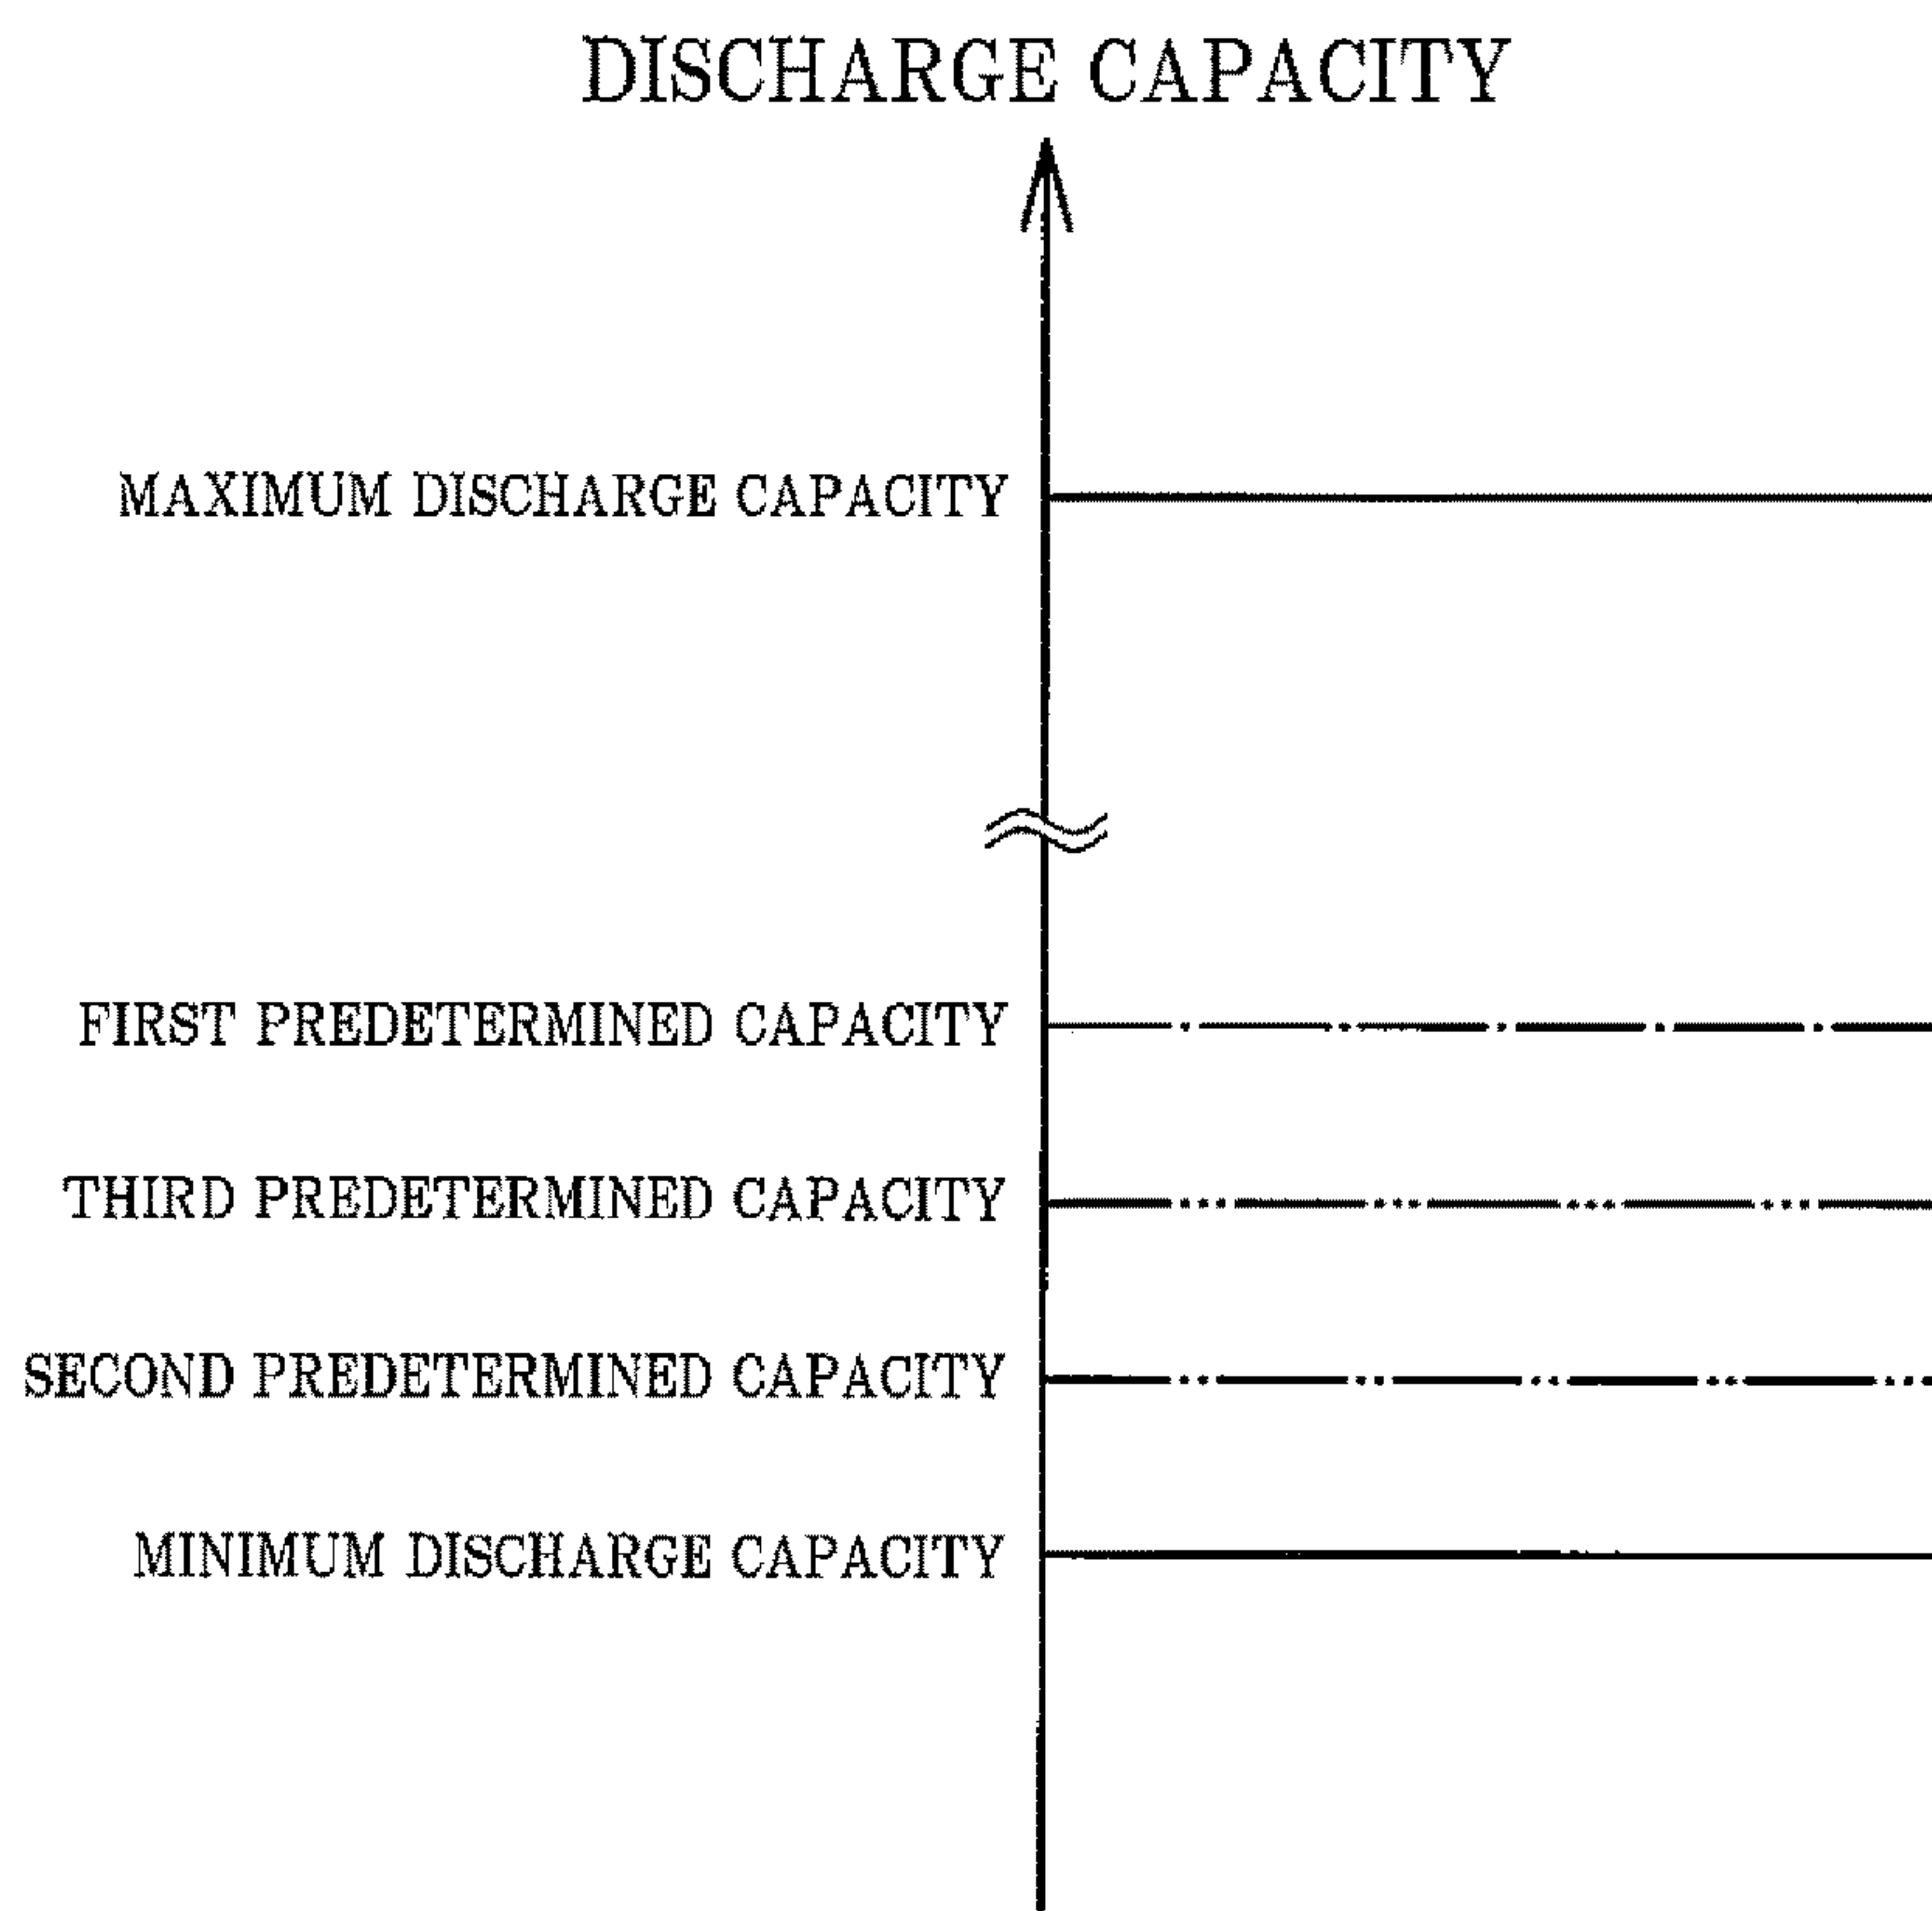 DISCHARGE CAPACITY
MAXIMUM DISCHARGE CAPACITY
FIRST PREDETERMINED CAPACITY
THIRD PREDETERMINED CAPACITY
SECOND PREDETERMINED CAPACITY
MINIMUM DISCHARGE CAPACITY